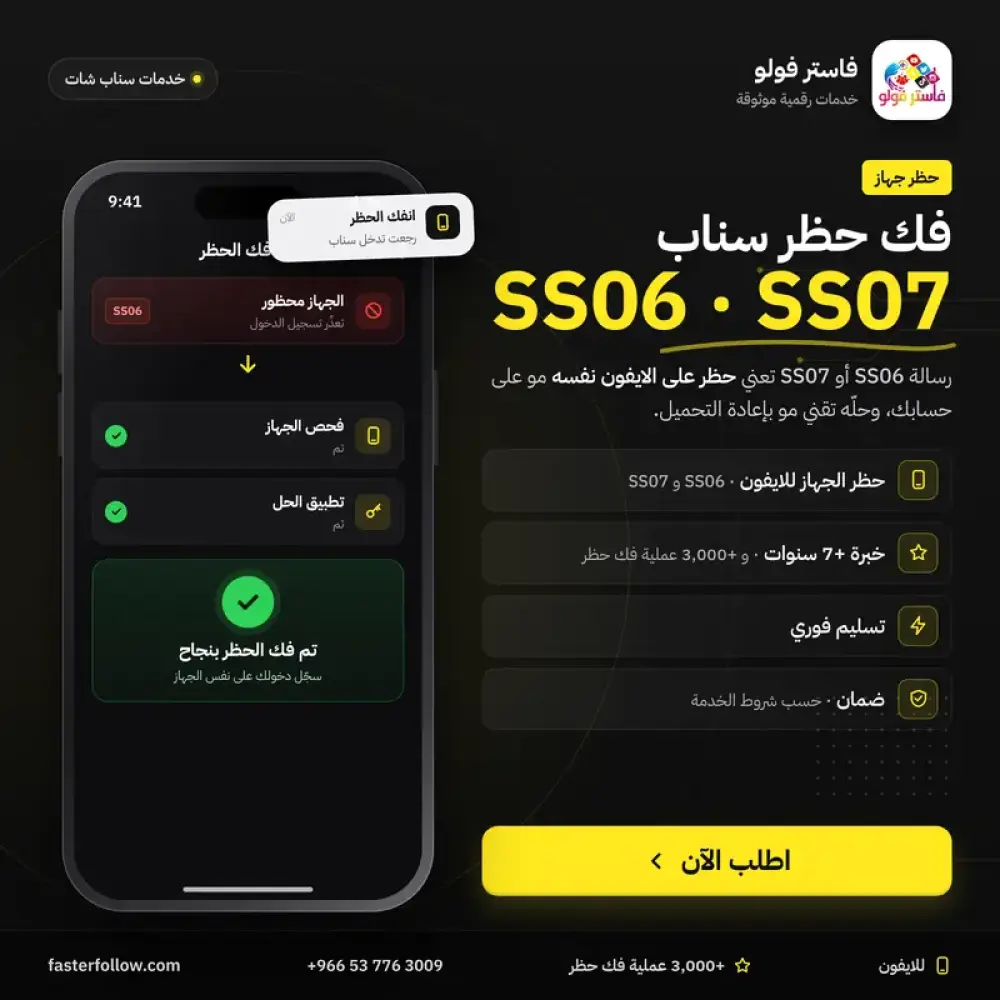 فاستر فولو
فاستر فولو
خدمات رقمية موثوقة
خدمات سناب شات
حظر جهاز
فك حظر سناب
SS06 · SS07
رسالة SS06 أو SS07 تعني حظر على الايفون نفسه مو على
حسابك، وحلّه تقني مو بإعادة التحميل.
حظر الجهاز للايفون · SS06 و SS07
خبرة +7 سنوات · و +3,000 عملية فك حظر
تسليم فوري
ضمان · حسب شروط الخدمة
اطلب الآن
9:41
انفك الحظر
الآن
رجعت تدخل سناب
فك الحظر
الجهاز محظور
تعذّر تسجيل الدخول
SS06
فحص الجهاز
تم
تطبيق الحل
تم
تم فك الحظر بنجاح
سجّل دخولك على نفس الجهاز
للايفون
+3,000 عملية فك حظر
+966 53 776 3009
fasterfollow.com